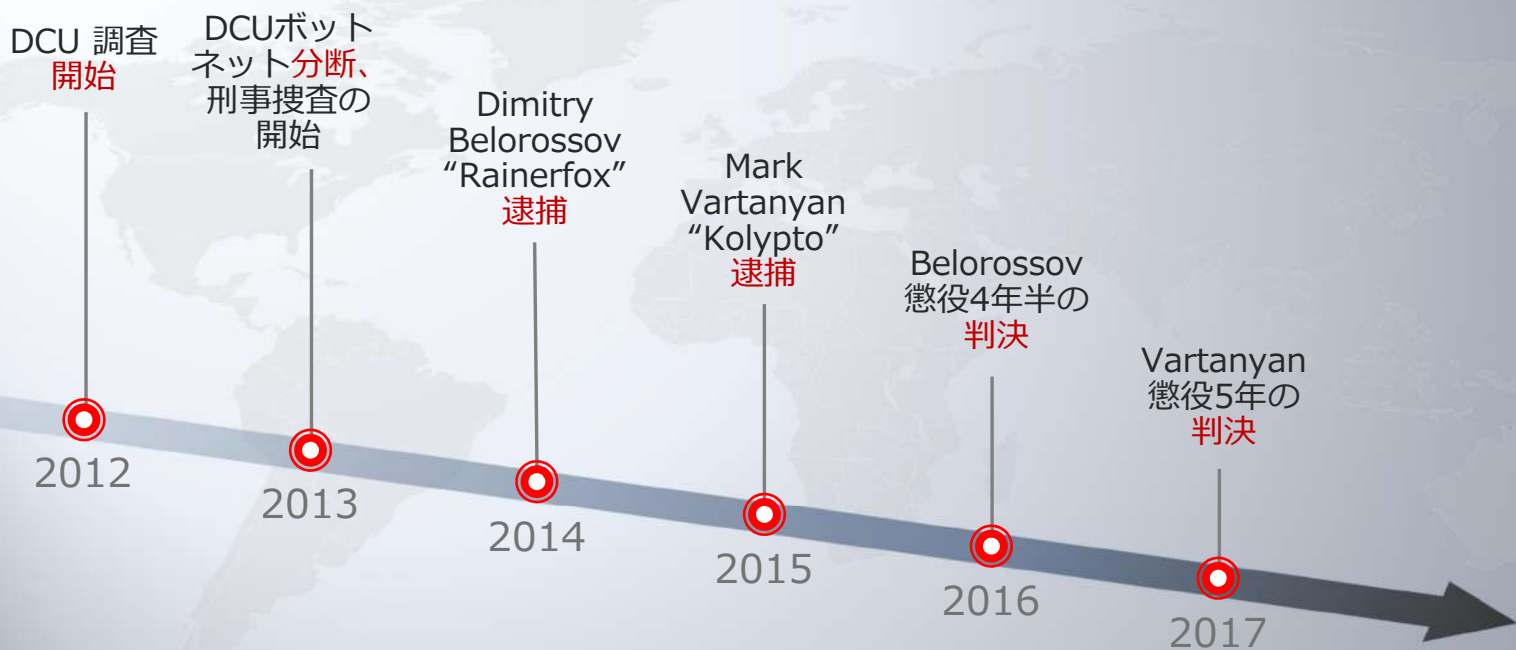 DCU 調査
開始
DCUボット
ネット分断、
刑事捜査の
開始
Dimitry
Belorossov
“Rainerfox”
逮捕
Mark
Vartanyan
“Kolypto”
逮捕
Belorossov
懲役4年半の
判決
Vartanyan
懲役5年の
判決
2012
2013
2014
2015
2016
2017